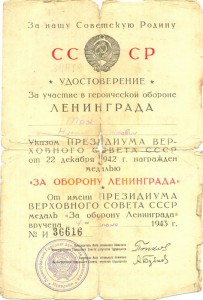 За нашу Советскую Родину
СССР
УДОСТОВЕРЕНИЕ
За участие в героической обороне
ЛЕНИНГРАДА
Указом ПРЕЗИДИУМА ВЕР-
ХОВНОГО СОВЕТА СССР
от 22 декабря 1942 г. награжден
медалью
«ЗА ОБОРОНУ ЛЕНИНГРАДА»
От имени ПРЕЗИДИУМА
ВЕРХОВНОГО СОВЕТА СССР
медаль «За оборону Ленинграда»
вручена 1943 г.
№ И 36616